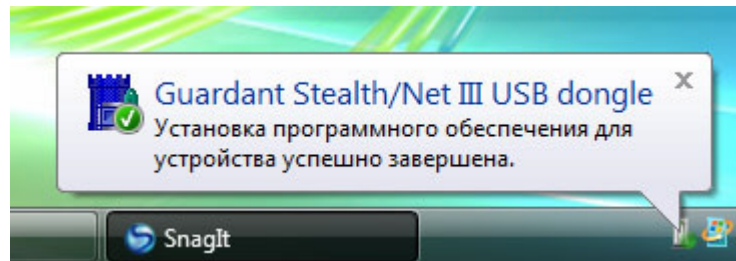 Guardant Stealth/Net III USB dongle
Установка программного обеспечения для
устройства успешно завершена.
SnagIt